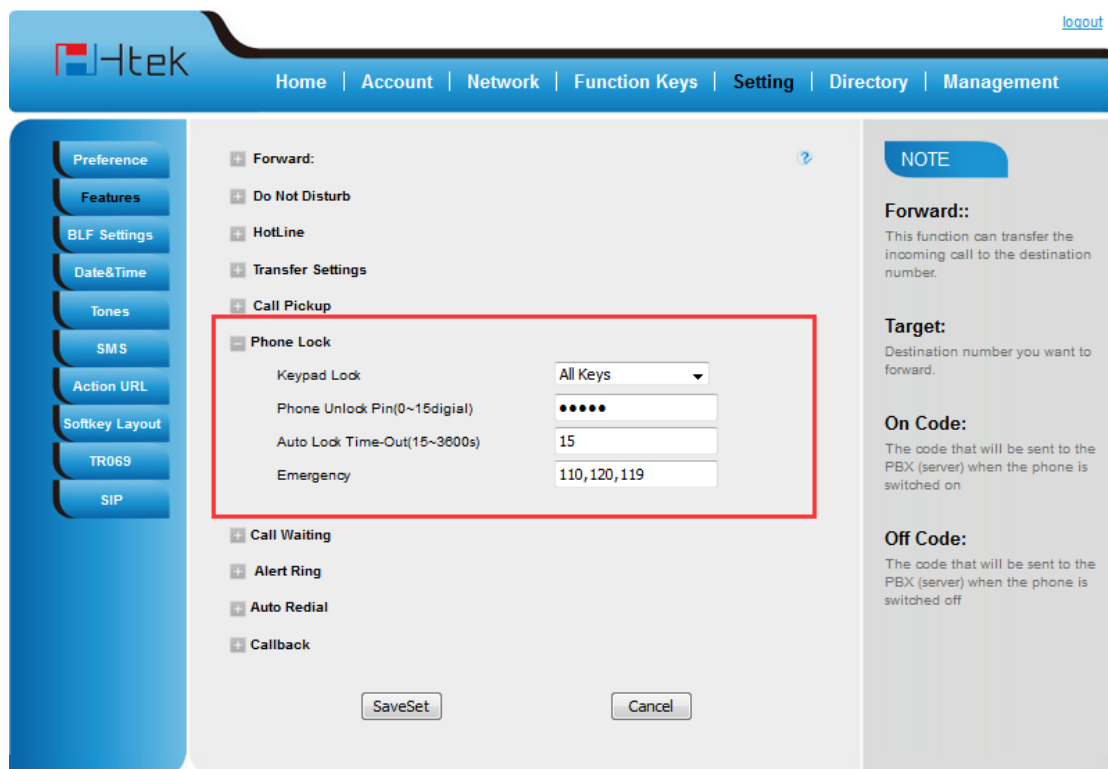 logout
Htek
Home | Account | Network | Function Keys | Setting | Directory | Management
Preference
Features
BLF Settings
Date&Time
Tones
SMS
Action URL
Softkey Layout
TR069
SIP
Forward:
Do Not Disturb
HotLine
Transfer Settings
Call Pickup
Phone Lock
Keypad Lock All Keys
Phone Unlock Pin(0~15digial) •••••
Auto Lock Time-Out(15~3600s) 15
Emergency 110,120,119
Call Waiting
Alert Ring
Auto Redial
Callback
SaveSet Cancel
?
NOTE
Forward::
This function can transfer the
incoming call to the destination
number.
Target:
Destination number you want to
forward.
On Code:
The code that will be sent to the
PBX (server) when the phone is
switched on
Off Code:
The code that will be sent to the
PBX (server) when the phone is
switched off